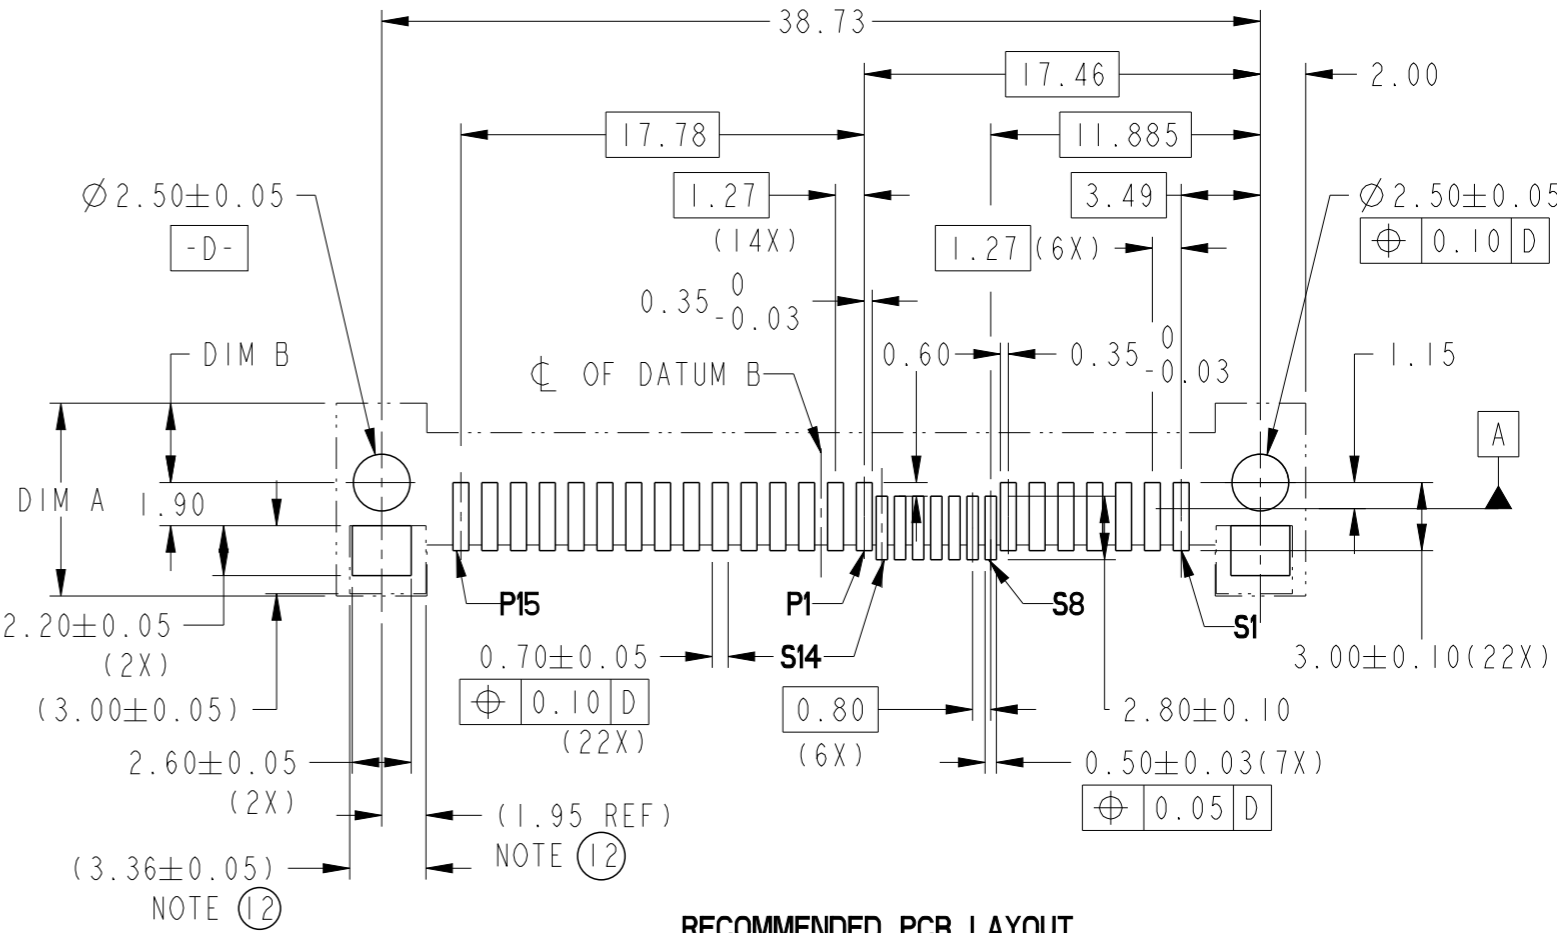 38.73
17.46
2.00
17.78
11.885
Ø2.50±0.05
-D-
1.27
(14X)
3.49
Ø2.50±0.05
⌖ 0.10 D
1.27 (6X)
0.35 0 -0.03
DIM B
℄ OF DATUM B
0.60
0.35 0 -0.03
1.15
A
DIM A
1.90
P15
P1
S8
S1
2.20±0.05
(2X)
0.70±0.05
⌖ 0.10 D
(22X)
S14
3.00±0.10(22X)
(3.00±0.05)
0.80
(6X)
2.80±0.10
2.60±0.05
(2X)
0.50±0.03(7X)
⌖ 0.05 D
(1.95 REF)
NOTE 12
(3.36±0.05)
NOTE 12
RECOMMENDED PCB LAYOUT